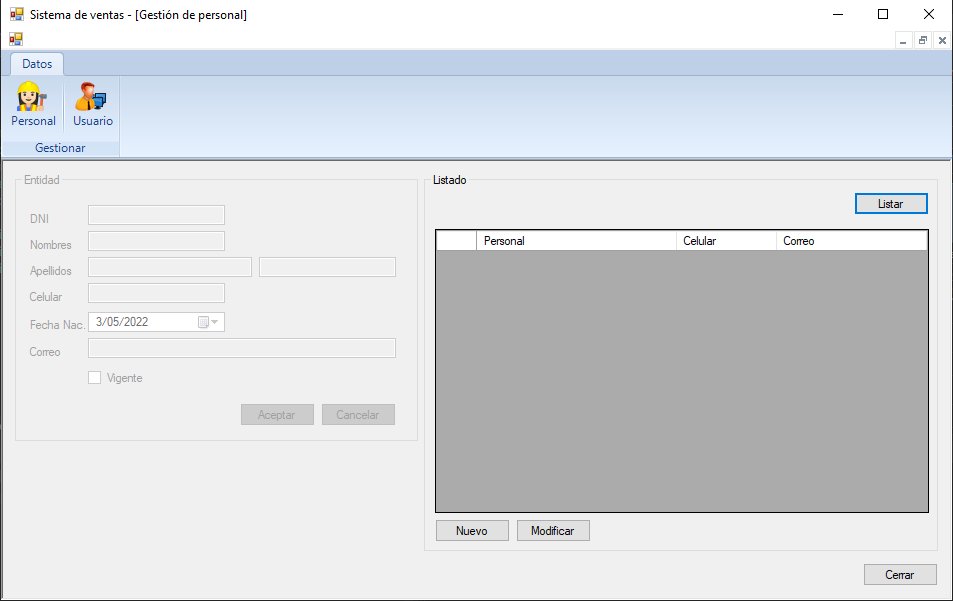 Sistema de ventas - [Gestión de personal]
Datos
Personal
Usuario
Gestionar
Entidad
DNI
Nombres
Apellidos
Celular
Fecha Nac.
3/05/2022
Correo
Vigente
Aceptar
Cancelar
Listado
Listar
Personal
Celular
Correo
Nuevo
Modificar
Cerrar